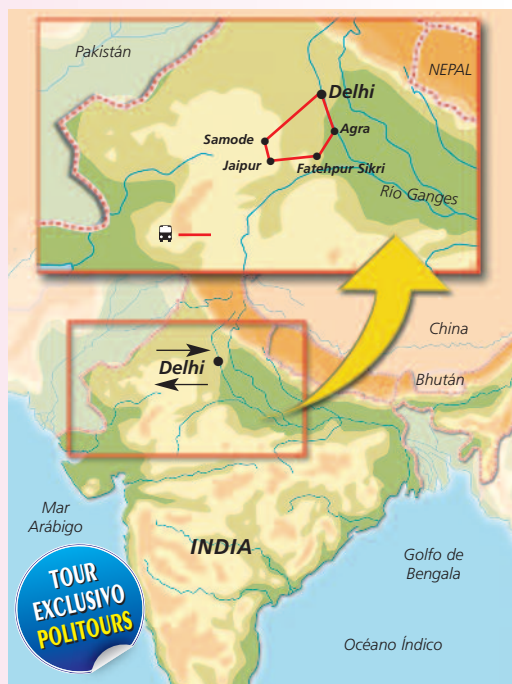 Pakistán
NEPAL
Delhi
Agra
Samode
Jaipur
Fatehpur Sikri
Río Ganges
China
Delhi
Bhután
Mar
Arábigo
INDIA
Golfo de
Bengala
TOUR
EXCLUSIVO
POLITOURS
Océano Índico